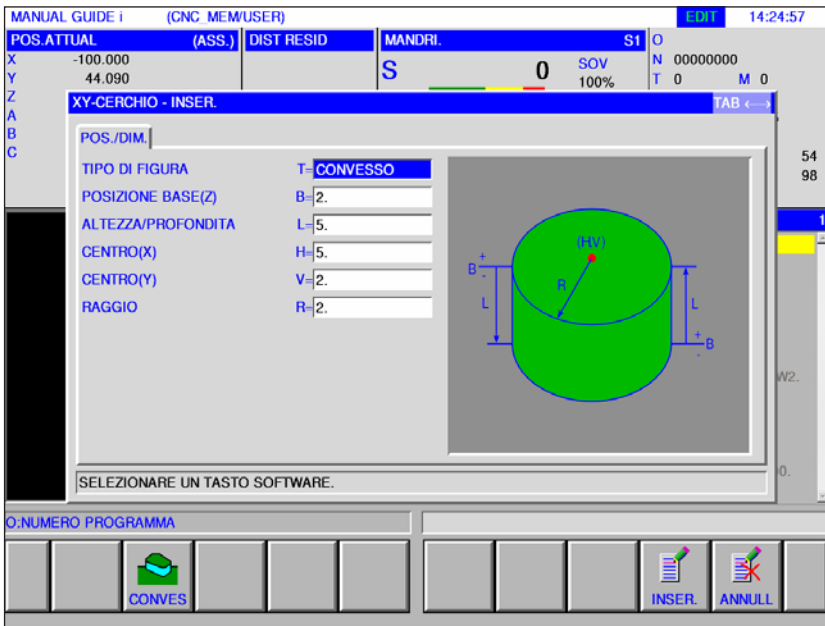 MANUAL GUIDE i (CNC_MEM/USER) EDIT 14:24:57
POS.ATTUAL (ASS.) DIST RESID MANDRI. S1 O
X -100.000 S 0 SOV N 00000000
Y 44.090 100% T 0 M 0
Z
A
B
C
54
98
1
XY-CERCHIO - INSER. TAB ←→
POS./DIM.
TIPO DI FIGURA T= CONVESSO
POSIZIONE BASE(Z) B= 2.
ALTEZZA/PROFONDITA L= 5.
CENTRO(X) H= 5.
CENTRO(Y) V= 2.
RAGGIO R= 2.
(H,V)
+
B
-
R
L
L
+
B
-
W2.
0.
SELEZIONARE UN TASTO SOFTWARE.
O:NUMERO PROGRAMMA
CONVES INSER. ANNULL